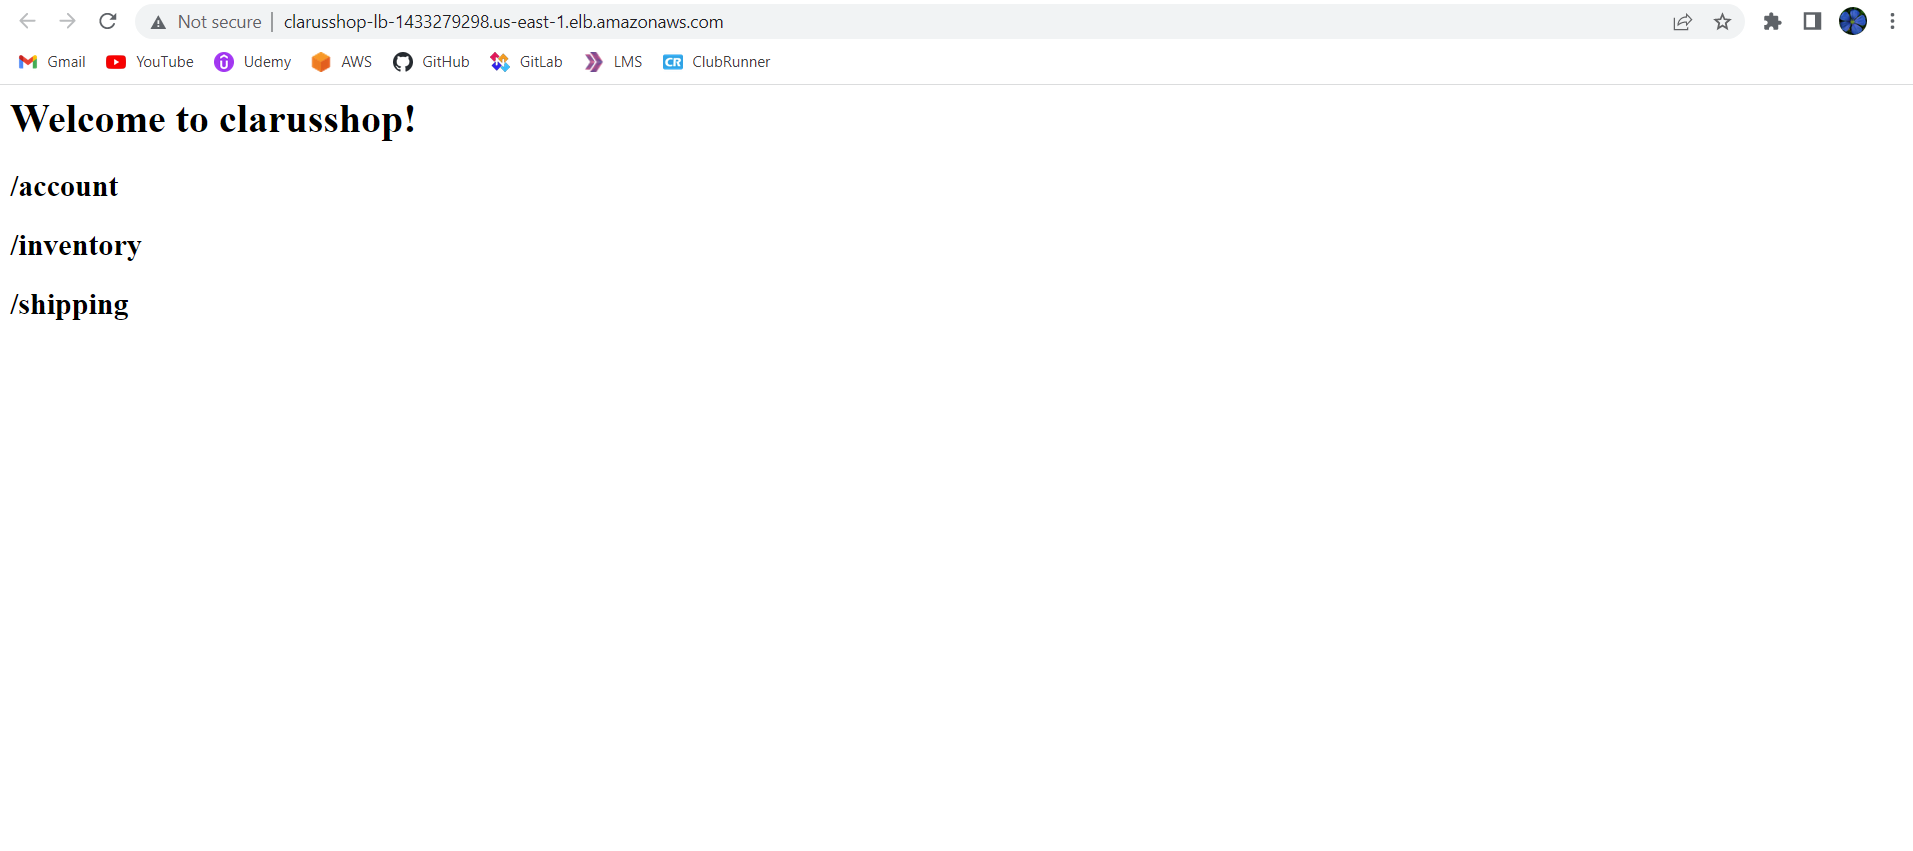 Not secure | clarusshop-lb-1433279298.us-east-1.elb.amazonaws.com
Gmail YouTube Udemy AWS GitHub GitLab LMS CR ClubRunner
Welcome to clarusshop!
/account
/inventory
/shipping